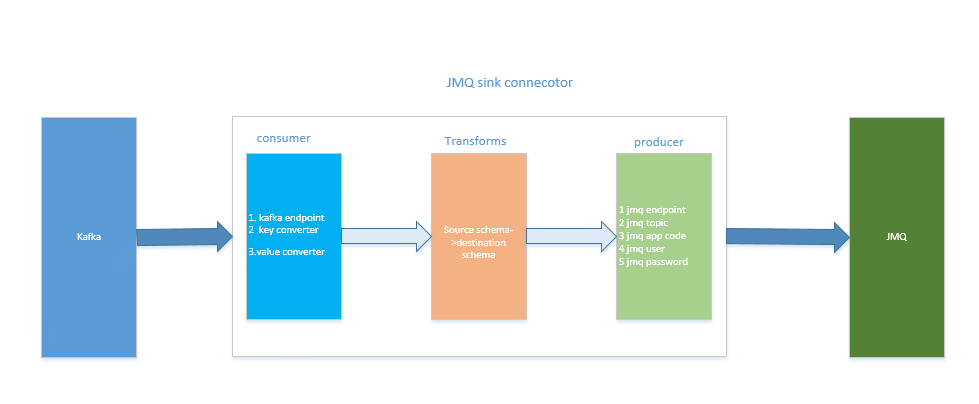 JMQ sink connecotor
consumer
Transforms
producer
Kafka
1. kafka endpoint
2 key converter
3.value converter
Source schema-
>destination
schema
1 jmq endpoint
2 jmq topic
3 jmq app code
4 jmq user
5 jmq password
JMQ